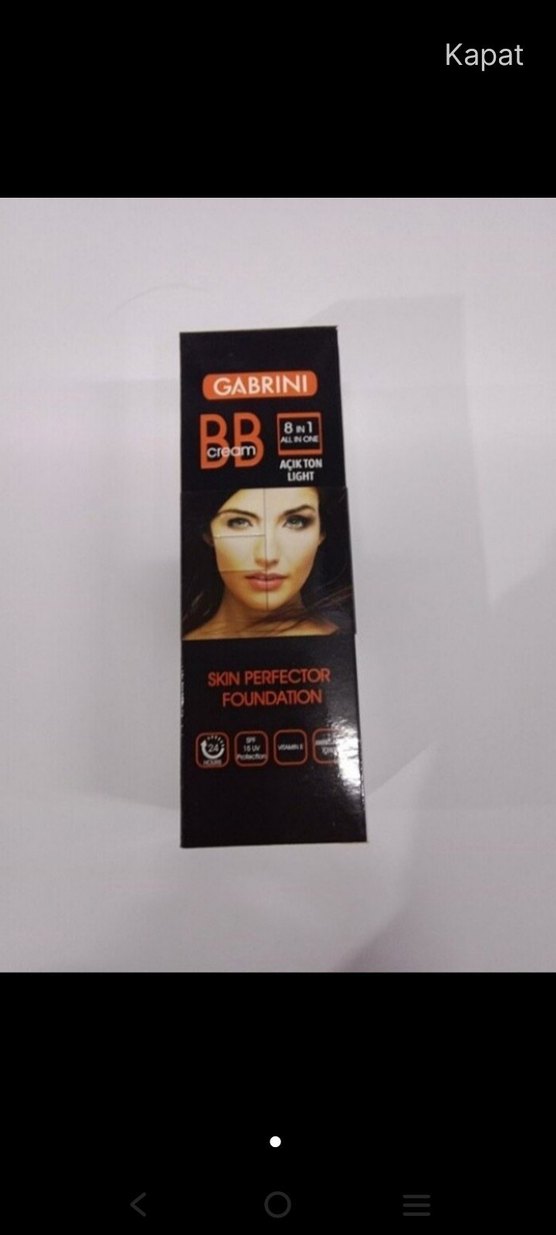 Kapat
GABRINI
BB
cream
8 IN 1
ALL IN ONE
AÇIK TON
LIGHT
SKIN PERFECTOR
FOUNDATION
24
HOURS
SPF
15 UV
Protection
VITAMIN E